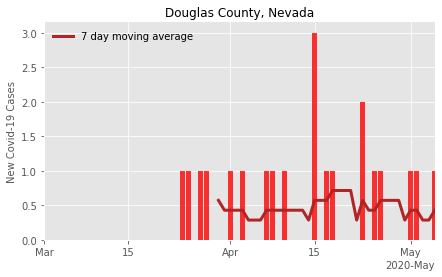 Douglas County, Nevada
7 day moving average
New Covid-19 Cases
3.0
2.5
2.0
1.5
1.0
0.5
0.0
Mar 15 Apr 15 May
2020-May